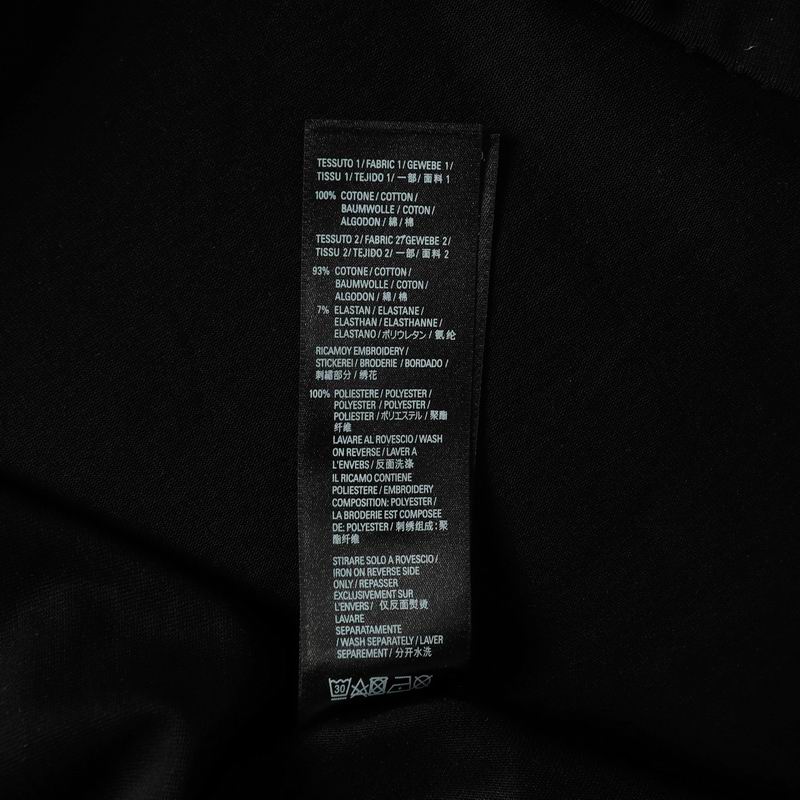 TESSUTO 1/ FABRIC 1/ GEWEBE 1/
TISSU 1/ TEJIDO 1/ 一部/ 面料 1
100% COTONE / COTTON /
BAUMWOLLE / COTON /
ALGODON / 綿 / 棉
TESSUTO 2/ FABRIC 2/ GEWEBE 2/
TISSU 2/ TEJIDO 2/ 一部/ 面料 2
93% COTONE / COTTON /
BAUMWOLLE / COTON /
ALGODON / 綿 / 棉
7% ELASTAN / ELASTANE /
ELASTHAN / ELASTHANNE /
ELASTANO / ポリウレタン / 氨纶
RICAMOY EMBROIDERY /
STICKEREI / BRODERIE / BORDADO /
刺繡部分 / 绣花
100% POLIESTERE / POLYESTER /
POLYESTER / POLYESTER /
POLIESTER / ポリエステル / 聚酯
纤维
LAVARE AL ROVESCIO / WASH
ON REVERSE / LAVER A
L'ENVEBS / 反面洗涤
IL RICAMO CONTIENE
POLIESTERE / EMBROIDERY
COMPOSITION: POLYESTER /
LA BRODERIE EST COMPOSEE
DE: POLYESTER / 刺绣组成: 聚
酯纤维
STIRARE SOLO A ROVESCIO /
IRON ON REVERSE SIDE
ONLY / REPASSER
EXCLUSIVEMENT SUR
L'ENVERS / 仅反面熨烫
LAVARE
SEPARATAMENTE
/ WASH SEPARATELY / LAVER
SEPAREMENT / 分开水洗
30